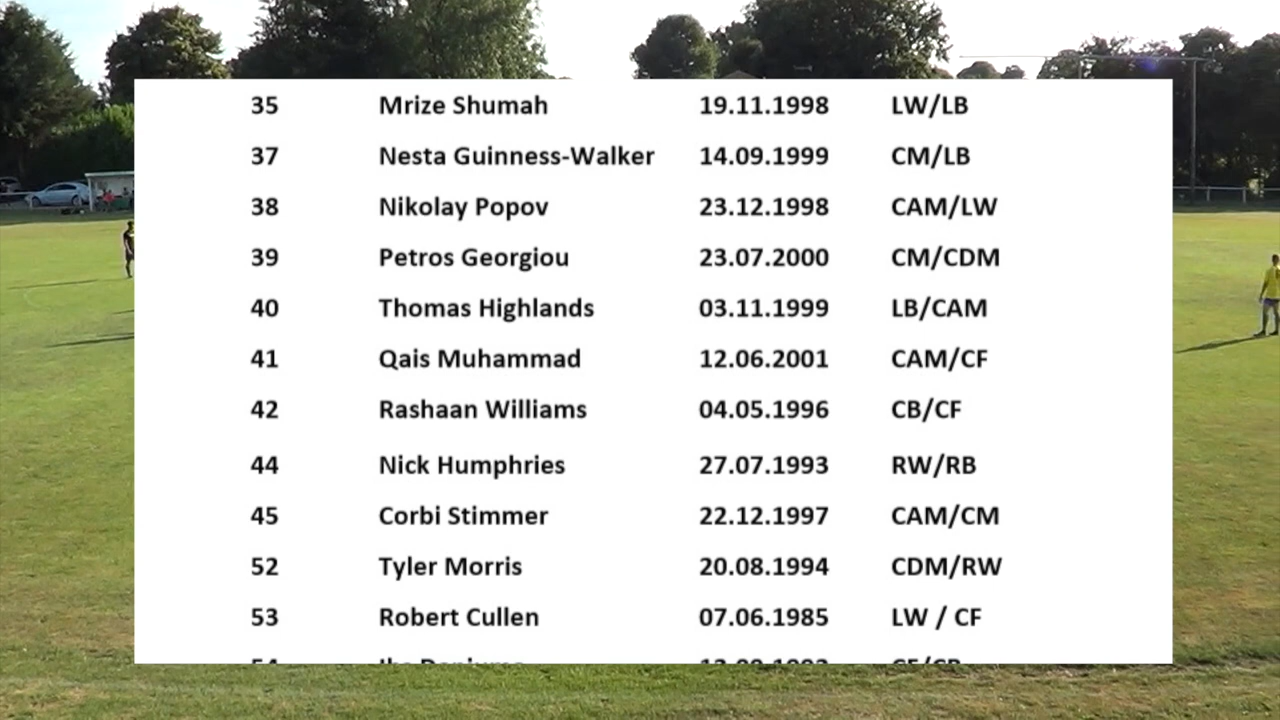 35 Mrize Shumah 19.11.1998 LW/LB
37 Nesta Guinness-Walker 14.09.1999 CM/LB
38 Nikolay Popov 23.12.1998 CAM/LW
39 Petros Georgiou 23.07.2000 CM/CDM
40 Thomas Highlands 03.11.1999 LB/CAM
41 Qais Muhammad 12.06.2001 CAM/CF
42 Rashaan Williams 04.05.1996 CB/CF
44 Nick Humphries 27.07.1993 RW/RB
45 Corbi Stimmer 22.12.1997 CAM/CM
52 Tyler Morris 20.08.1994 CDM/RW
53 Robert Cullen 07.06.1985 LW / CF